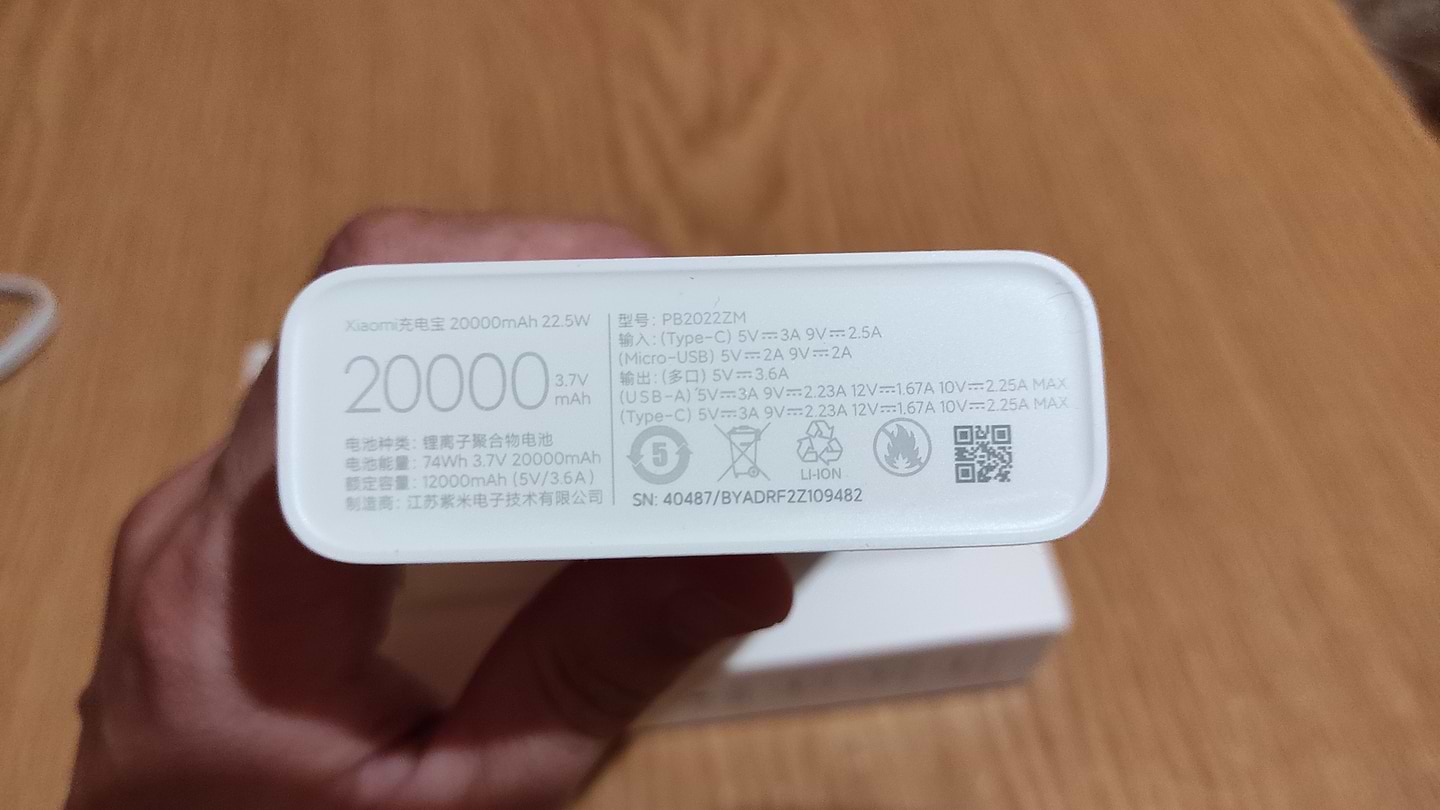 Xiaomi充电宝 20000mAh 22.5W
20000 3.7V mAh
电池种类: 锂离子聚合物电池
电池能量: 74Wh 3.7V 20000mAh
额定容量: 12000mAh (5V/3.6A)
制造商: 江苏紫米电子技术有限公司
型号: PB2022ZM
输入: (Type-C) 5V⎓3A 9V⎓2.5A
(Micro-USB) 5V⎓2A 9V⎓2A
输出: (多口) 5V⎓3.6A
(USB-A) 5V⎓3A 9V⎓2.23A 12V⎓1.67A 10V⎓2.25A MAX
(Type-C) 5V⎓3A 9V⎓2.23A 12V⎓1.67A 10V⎓2.25A MAX
5
LI-ION
SN: 40487/BYADRF2Z109482